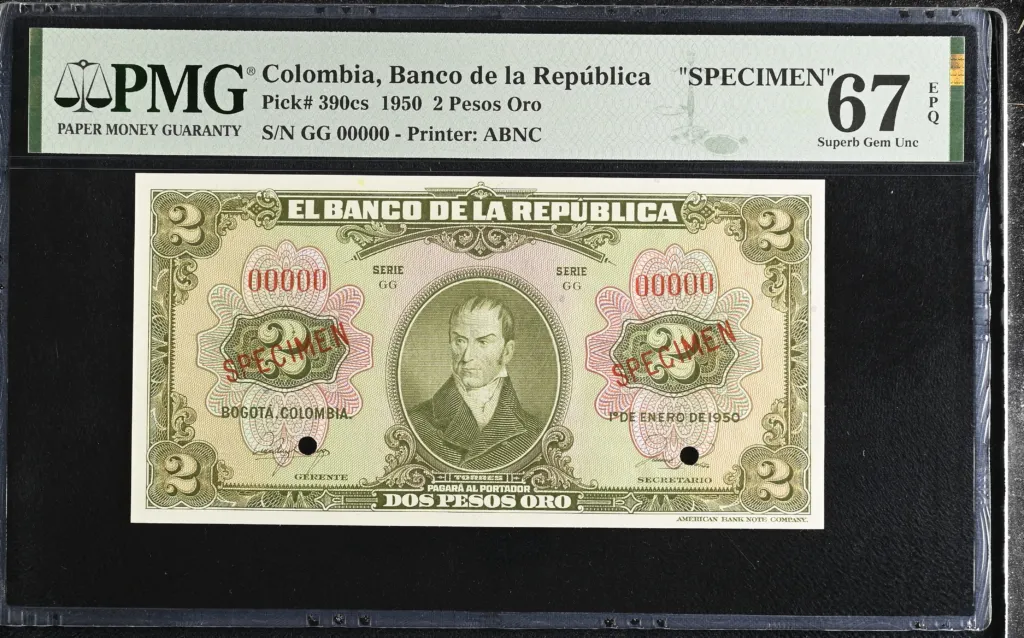 PMG®
PAPER MONEY GUARANTY
Colombia, Banco de la República "SPECIMEN"
Pick# 390cs 1950 2 Pesos Oro
S/N GG 00000 - Printer: ABNC
67
EPQ
Superb Gem Unc
2 EL BANCO DE LA REPÚBLICA 2
00000 SERIE GG SERIE GG 00000
2 2
SPECIMEN SPECIMEN
BOGOTÁ, COLOMBIA. 1º DE ENERO DE 1950
GERENTE SECRETARIO
TORRES
PAGARÁ AL PORTADOR
2 DOS PESOS ORO 2
AMERICAN BANK NOTE COMPANY.